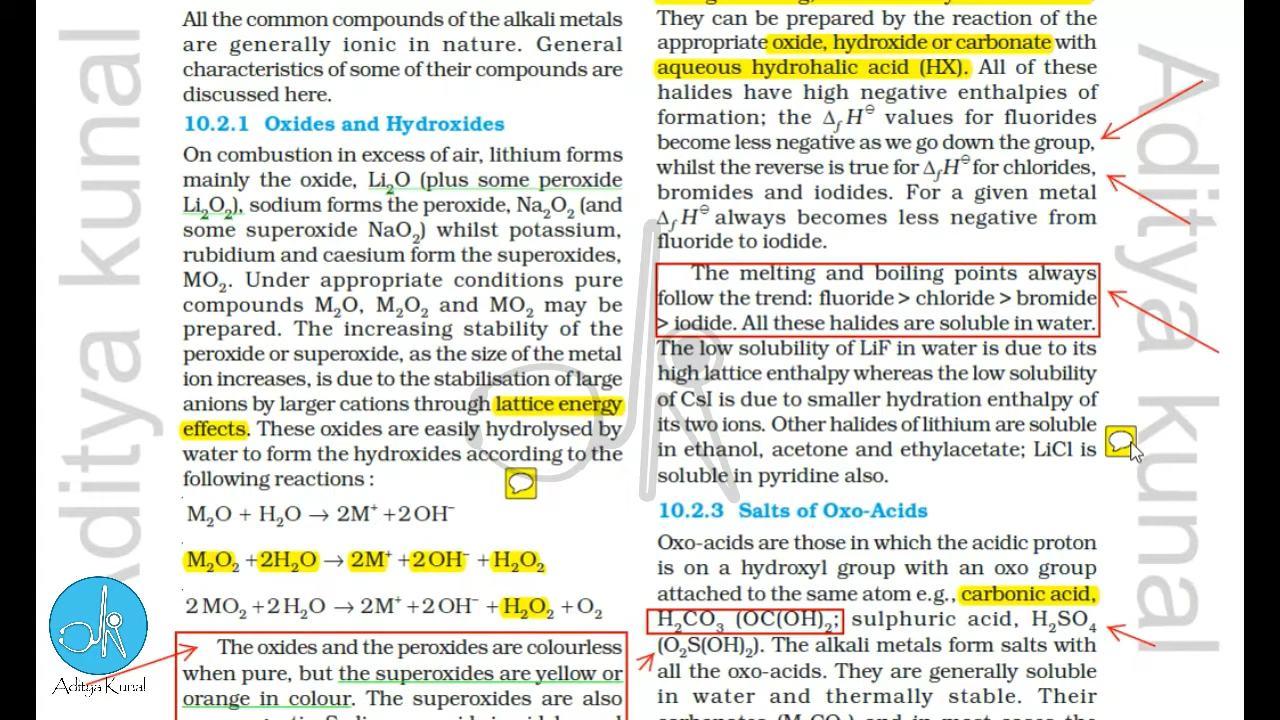 All the common compounds of the alkali metals
are generally ionic in nature. General
characteristics of some of their compounds are
discussed here.
10.2.1 Oxides and Hydroxides
On combustion in excess of air, lithium forms
mainly the oxide, Li₂O (plus some peroxide
Li₂O₂), sodium forms the peroxide, Na₂O₂ (and
some superoxide NaO₂) whilst potassium,
rubidium and caesium form the superoxides,
MO₂. Under appropriate conditions pure
compounds M₂O, M₂O₂ and MO₂ may be
prepared. The increasing stability of the
peroxide or superoxide, as the size of the metal
ion increases, is due to the stabilisation of large
anions by larger cations through lattice energy
effects. These oxides are easily hydrolysed by
water to form the hydroxides according to the
following reactions :
M₂O + H₂O → 2M⁺ +2OH⁻
M₂O₂ +2H₂O → 2M⁺ +2OH⁻ +H₂O₂
2MO₂+2H₂O → 2M⁺ +2OH⁻ +H₂O₂ +O₂
The oxides and the peroxides are colourless
when pure, but the superoxides are yellow or
orange in colour. The superoxides are also
They can be prepared by the reaction of the
appropriate oxide, hydroxide or carbonate with
aqueous hydrohalic acid (HX). All of these
halides have high negative enthalpies of
formation; the Δ_f H^⊖ values for fluorides
become less negative as we go down the group,
whilst the reverse is true for Δ_f H^⊖ for chlorides,
bromides and iodides. For a given metal
Δ_f H^⊖ always becomes less negative from
fluoride to iodide.
The melting and boiling points always
follow the trend: fluoride > chloride > bromide
> iodide. All these halides are soluble in water.
The low solubility of LiF in water is due to its
high lattice enthalpy whereas the low solubility
of CsI is due to smaller hydration enthalpy of
its two ions. Other halides of lithium are soluble
in ethanol, acetone and ethylacetate; LiCl is
soluble in pyridine also.
10.2.3 Salts of Oxo-Acids
Oxo-acids are those in which the acidic proton
is on a hydroxyl group with an oxo group
attached to the same atom e.g., carbonic acid,
H₂CO₃ (OC(OH)₂; sulphuric acid, H₂SO₄
(O₂S(OH)₂). The alkali metals form salts with
all the oxo-acids. They are generally soluble
in water and thermally stable. Their
Aditya kunal
Aditya Kunal
Aditya Kunal